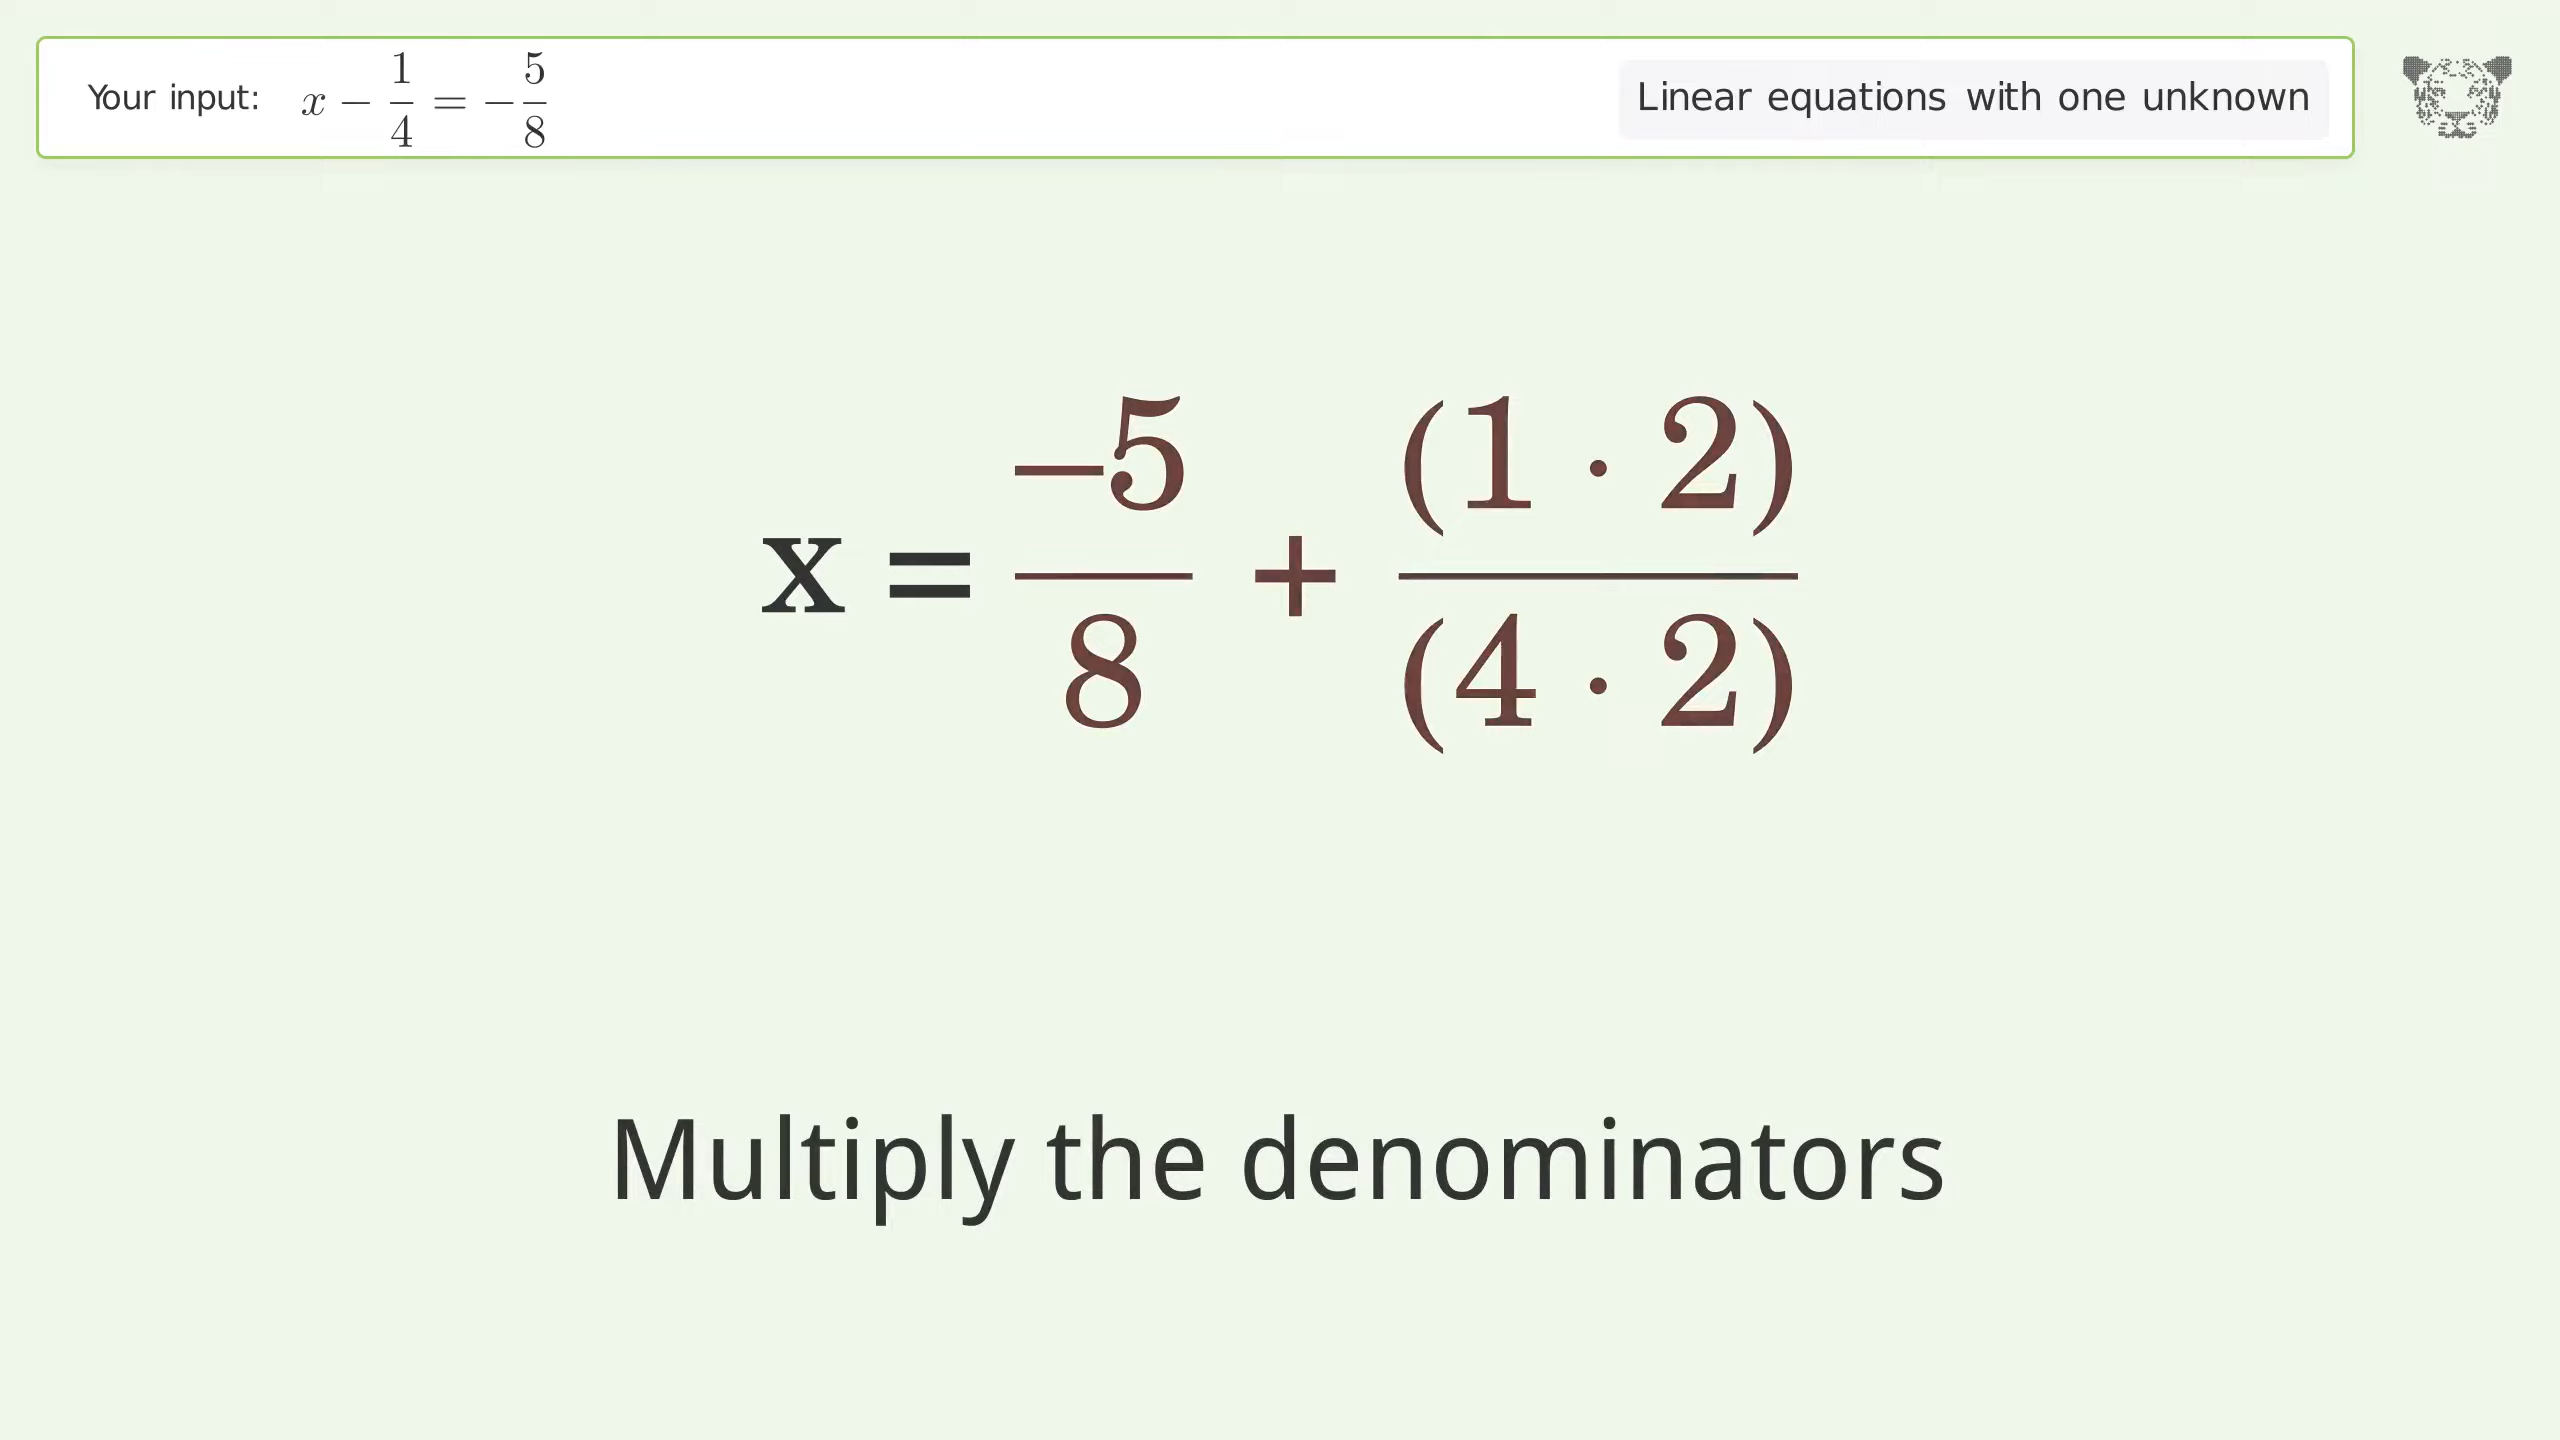 Your input: x − 1/4 = − 5/8
Linear equations with one unknown
x = −5/8 + (1 · 2)/(4 · 2)
Multiply the denominators